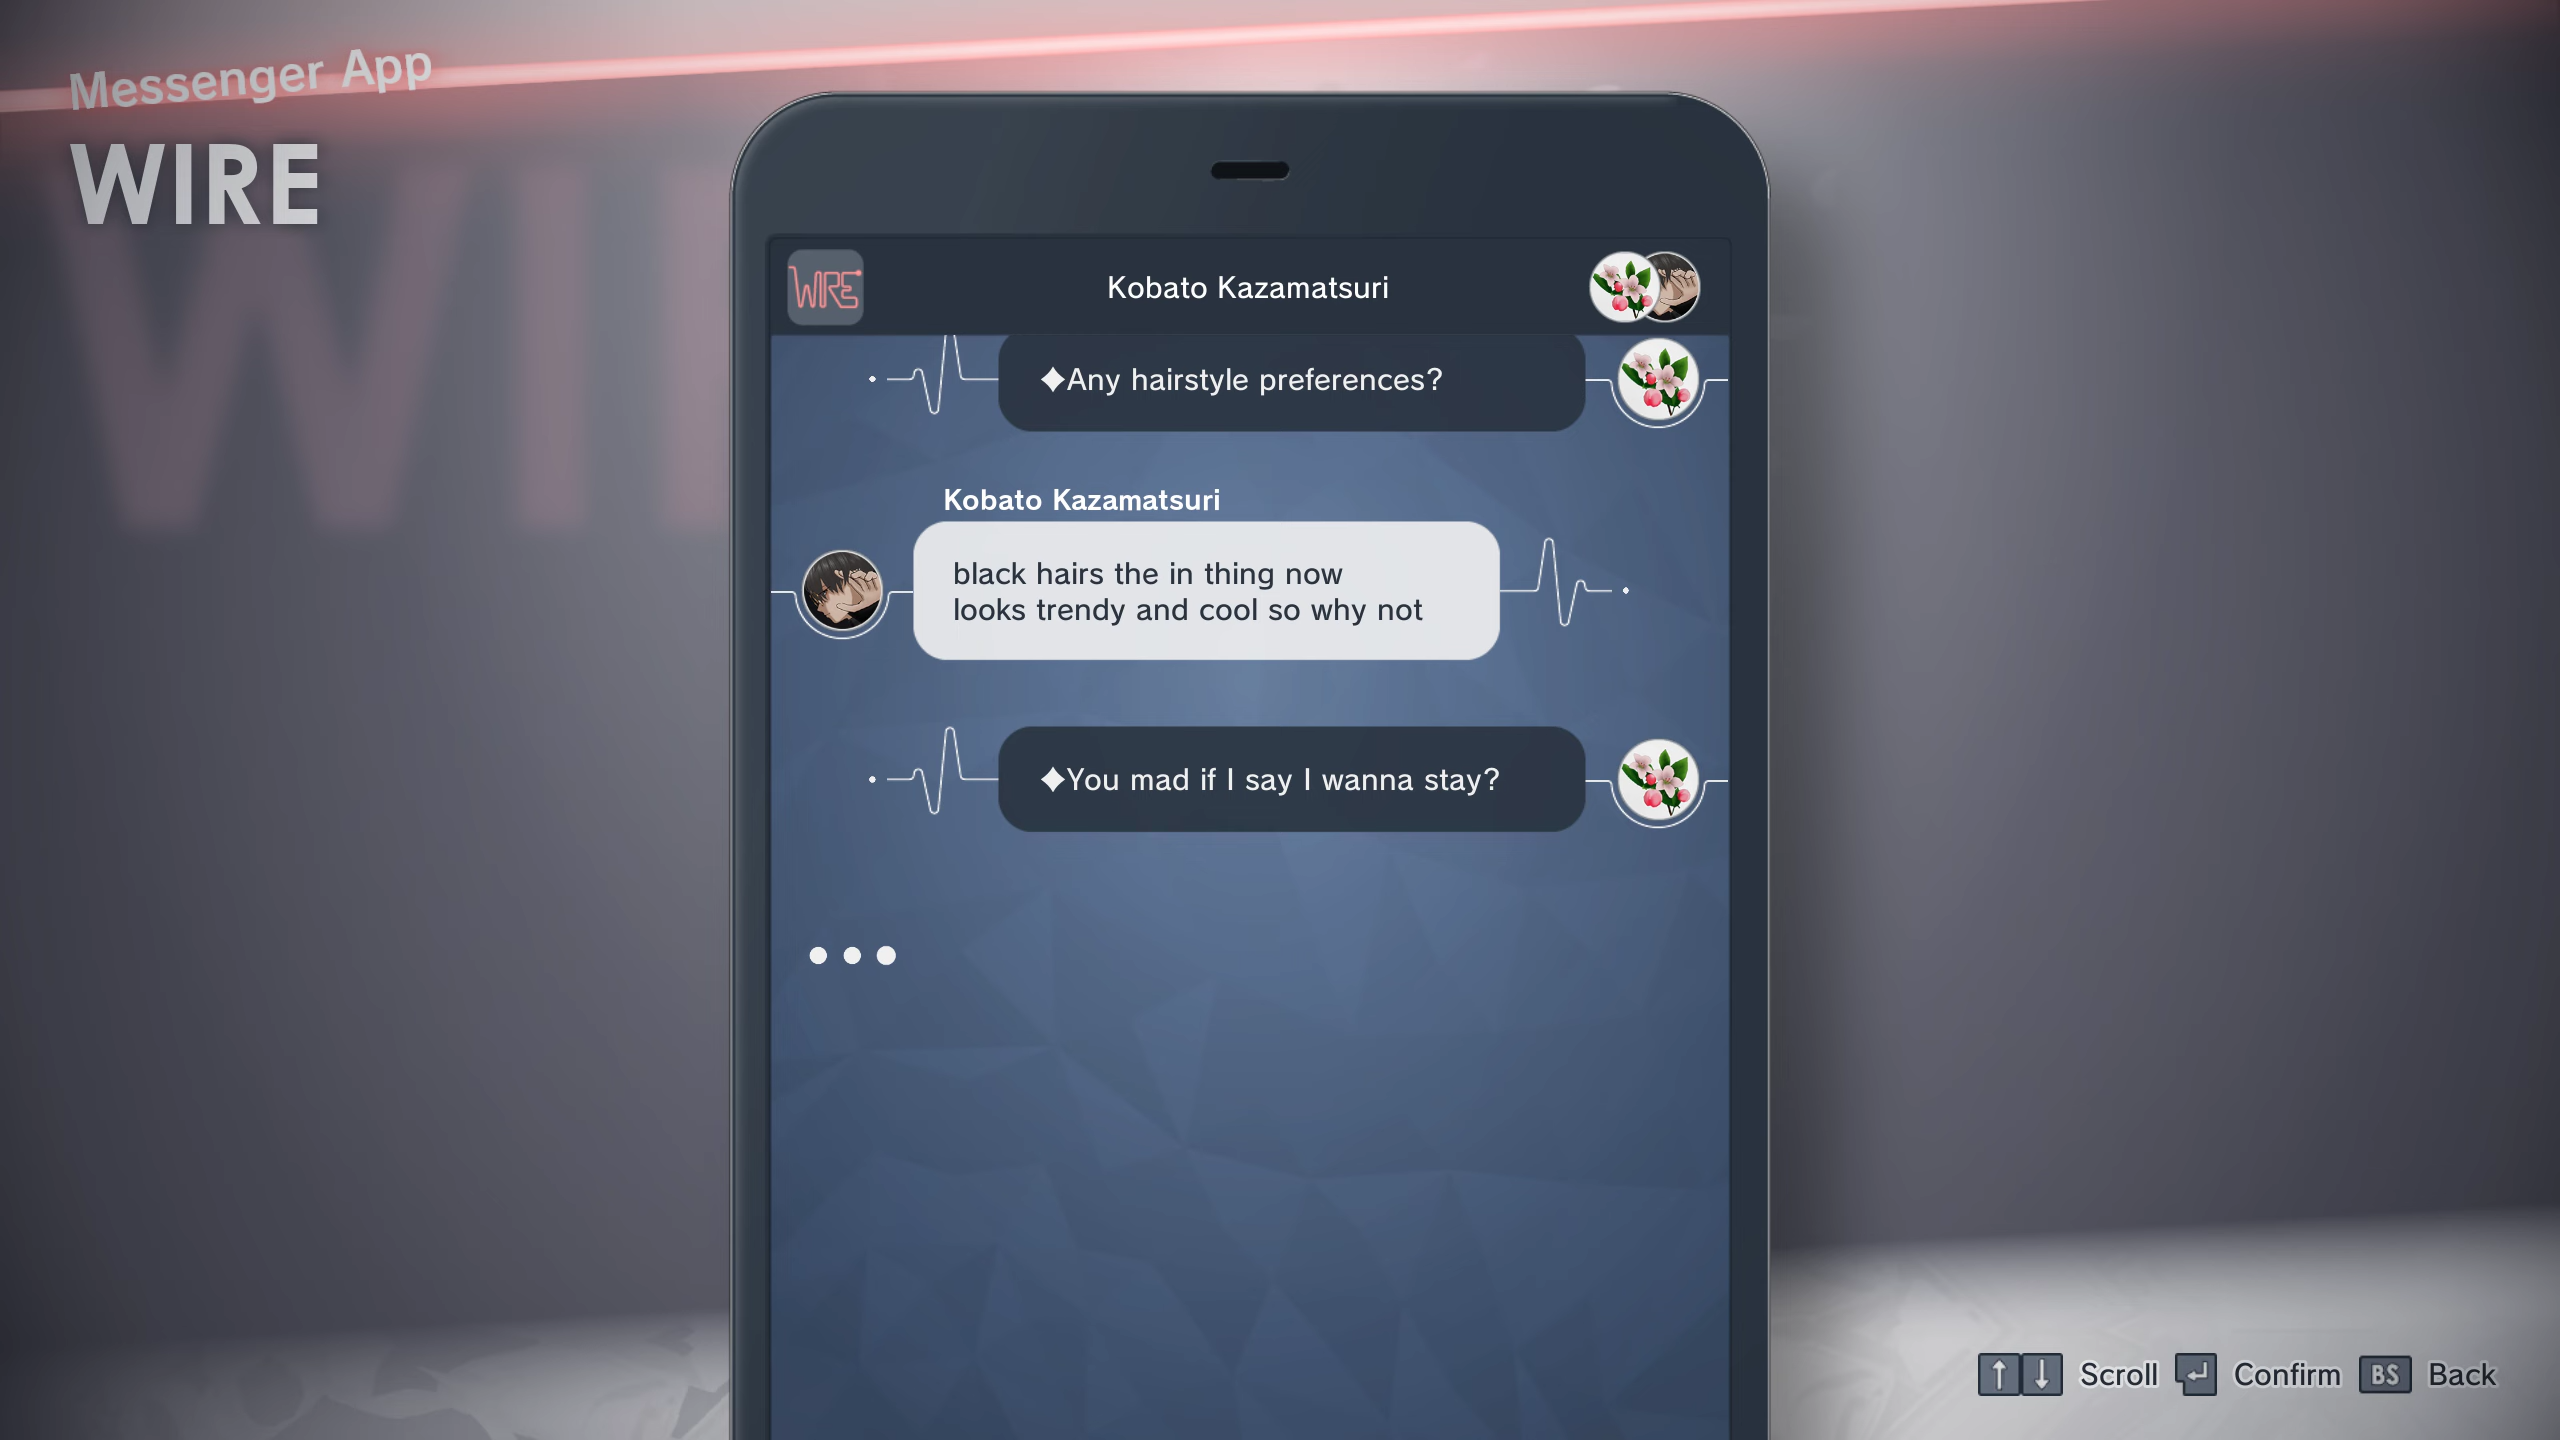 Messenger App
WIRE
WIRE
Kobato Kazamatsuri
✦Any hairstyle preferences?
Kobato Kazamatsuri
black hairs the in thing now
looks trendy and cool so why not
✦You mad if I say I wanna stay?
↑ ↓ Scroll ↵ Confirm BS Back